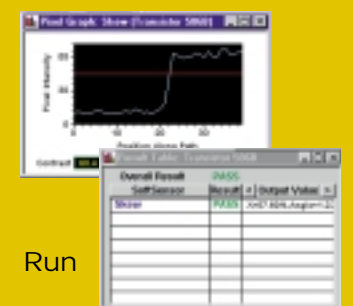 Pixel Graph: Skew (Transistor 5068)
Pixel Intensity
Position Along Path
Contrast
Result Table: Transistor 5068
Overall Result PASS
SoftSensor Result < Output Value >
Skew PASS
Run